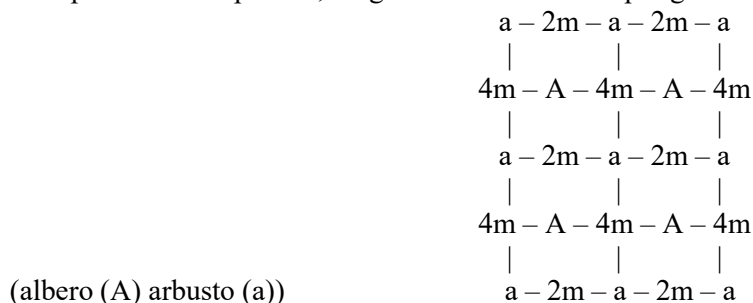 a – 2m – a – 2m – a
| | |
4m – A – 4m – A – 4m
| | |
a – 2m – a – 2m – a
| | |
4m – A – 4m – A – 4m
| | |
(albero (A) arbusto (a)) a – 2m – a – 2m – a